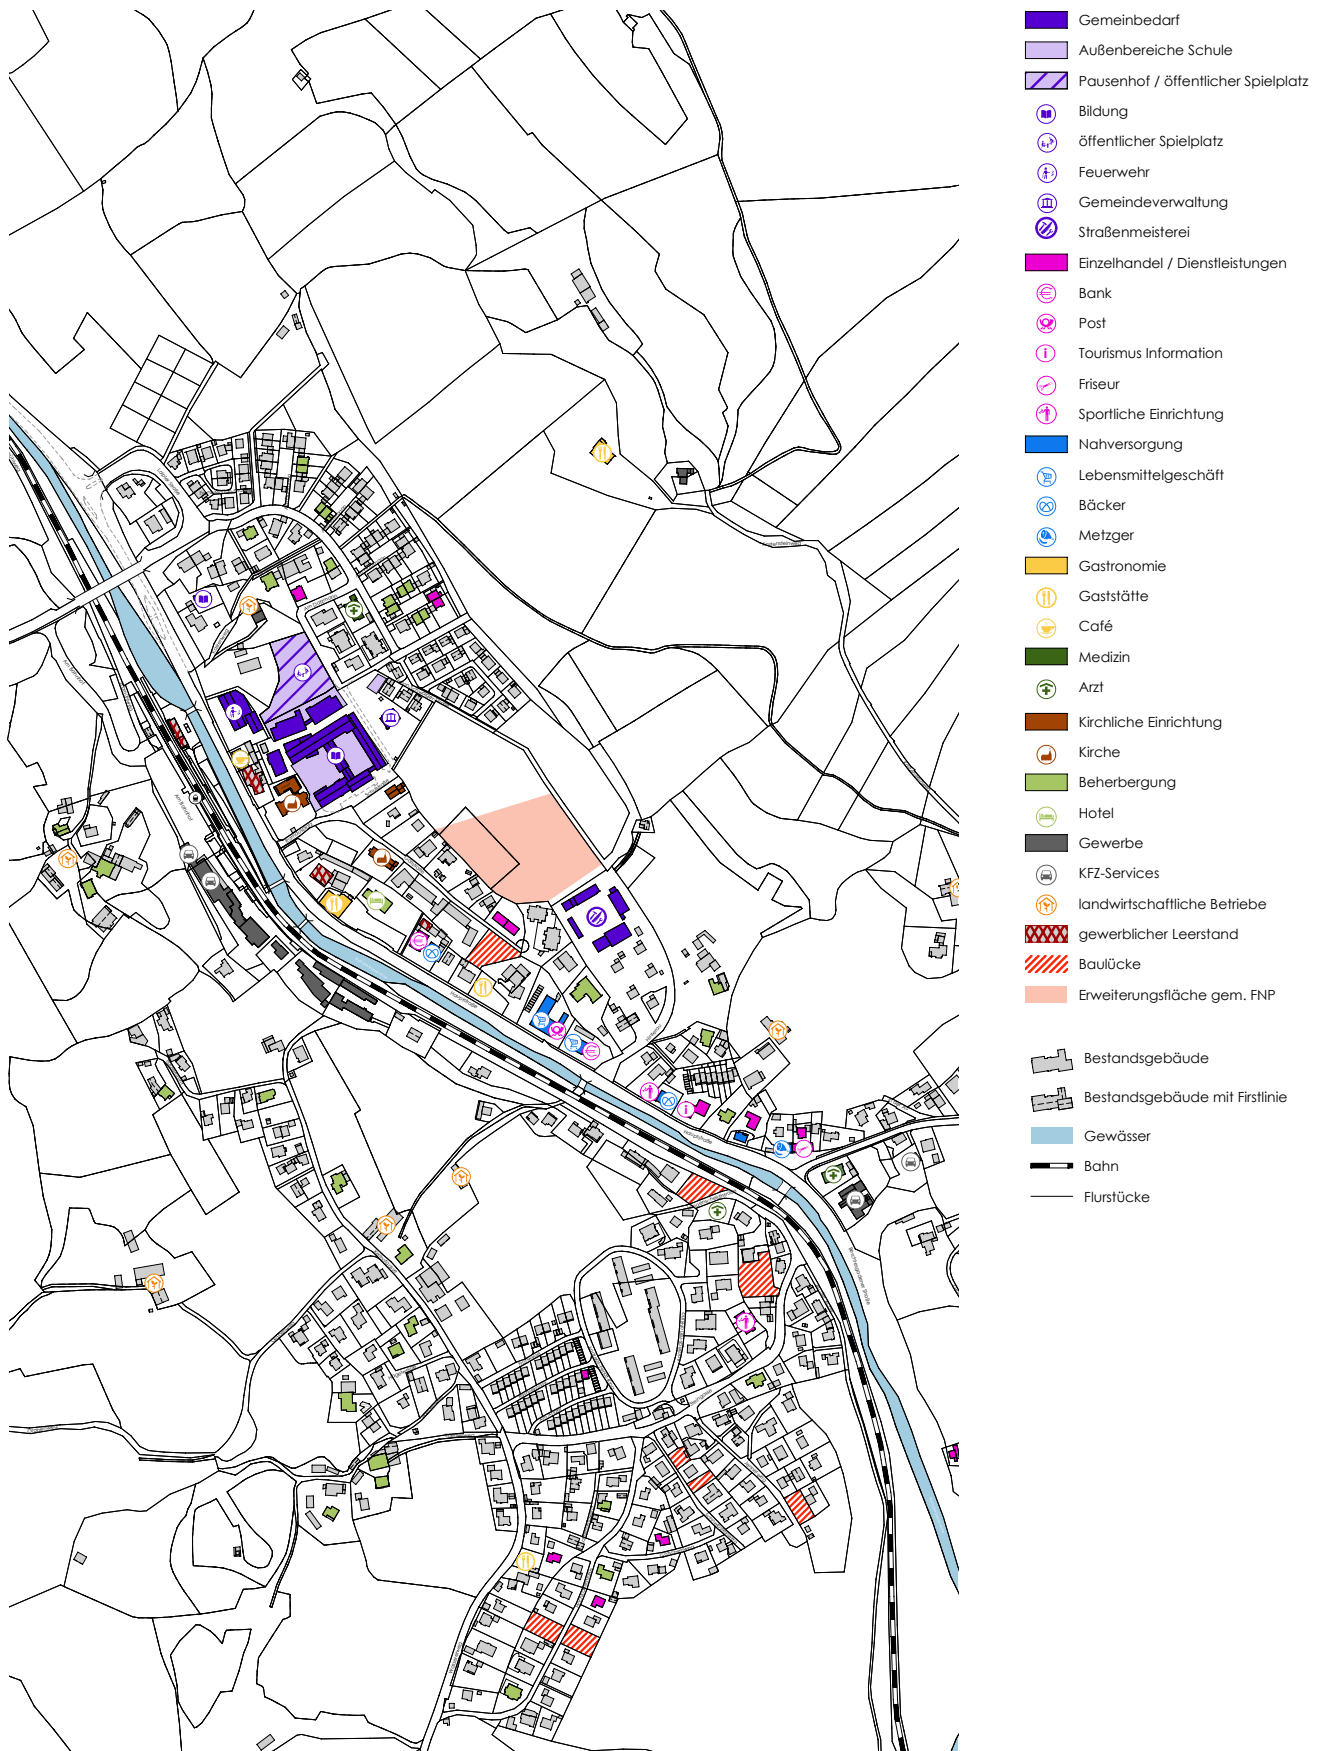 Gemeinbedarf
Außenbereiche Schule
Pausenhof / öffentlicher Spielplatz
Bildung
öffentlicher Spielplatz
Feuerwehr
Gemeindeverwaltung
Straßenmeisterei
Einzelhandel / Dienstleistungen
Bank
Post
Tourismus Information
Friseur
Sportliche Einrichtung
Nahversorgung
Lebensmittelgeschäft
Bäcker
Metzger
Gastronomie
Gaststätte
Café
Medizin
Arzt
Kirchliche Einrichtung
Kirche
Beherbergung
Hotel
Gewerbe
KFZ-Services
landwirtschaftliche Betriebe
gewerblicher Leerstand
Baulücke
Erweiterungsfläche gem. FNP
Bestandsgebäude
Bestandsgebäude mit Firstlinie
Gewässer
Bahn
Flurstücke